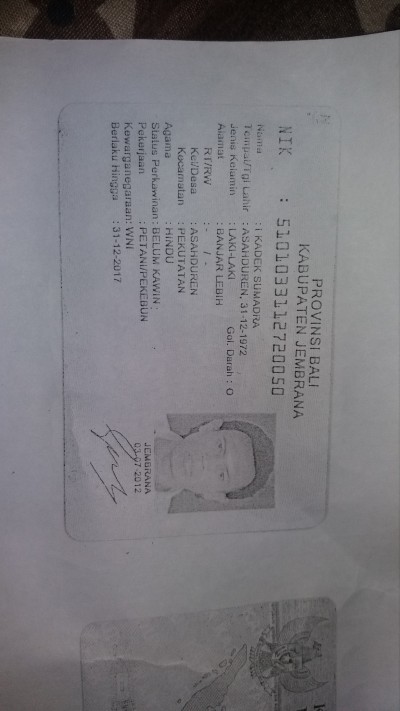 PROVINSI BALI
KABUPATEN JEMBRANA
NIK : 5101033112720050
Nama : I KADEK SUMADRA
Tempat/Tgl Lahir : ASAHDUREN, 31-12-1972
Jenis Kelamin : LAKI-LAKI Gol. Darah : O
Alamat : BANJAR LEBIH
RT/RW : - / -
Kel/Desa : ASAHDUREN
Kecamatan : PEKUTATAN
Agama : HINDU
Status Perkawinan : BELUM KAWIN
Pekerjaan : PETANI/PEKEBUN
Kewarganegaraan: WNI
Berlaku Hingga : 31-12-2017
JEMBRANA
03-07-2012